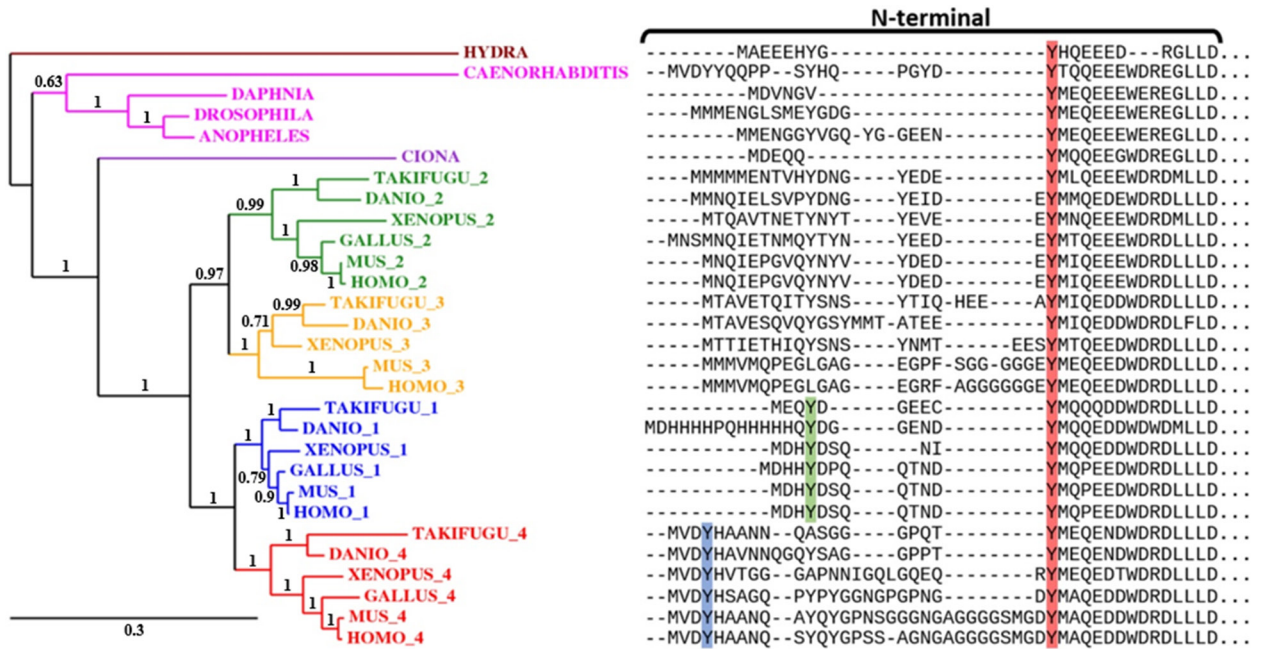 N-terminal
HYDRA ---------MAEEEHYG--------------------YHQEEED---RGLLD...
0.63 CAENORHABDITIS --MVDYYQQPP--SYHQ-----PGYD----------YTQQEEEWDREGLLD...
DAPHNIA ----------MDVNGV---------------------YMEQEEEWEREGLLD...
1
1 DROSOPHILA ----MMMENGLSMEYGDG------------------YMEQEEEWEREGLLD...
ANOPHELES --------MMENGGYVGQ-YG-GEEN----------YMEQEEEWEREGLLD...
CIONA ----------MDEQQ----------------------YMQQEEGWDREGLLD...
1 TAKIFUGU_2 ----MMMMMENTVHYDNG----YEDE----------YMLQEEEWDRDMLLD...
0.99 DANIO_2 ----MMNQIELSVPYDNG----YEID---------EYMMQEDEWDRDLLLD...
1 XENOPUS_2 -----MTQAVTNETYNYT----YEVE---------EYMNQEEEWDRDMLLD...
GALLUS_2 --MNSMNQIETNMQYTYN----YEED---------EYMTQEEEWDRDLLLD...
0.98 MUS_2 -----MNQIEPGVQYNYV----YDED---------EYMIQEEEWDRDLLLD...
1 0.97 1 HOMO_2 -----MNQIEPGVQYNYV----YDED---------EYMIQEEEWDRDLLLD...
0.99 TAKIFUGU_3 -----MTAVETQITYSNS----YTIQ-HEE-----AYMIQEDDWDRDLLLD...
0.71 DANIO_3 -----MTAVESQVQYGSYMMT-ATEE----------YMIQEDDWDRDLFLD...
1 XENOPUS_3 -----MTTIETHIQYSNS----YNMT-------EESYMTQEEDWDRDLLLD...
1 MUS_3 -----MMMVMQPEGLGAG----EGPF-SGG-GGGEYMEQEEDWDRDLLLD...
1 HOMO_3 -----MMMVMQPEGLGAG----EGRF-AGGGGGGEYMEQEEDWDRDLLLD...
1 TAKIFUGU_1 -----------MEQYD------GEEC----------YMQQQDDWDRDLLLD...
1 DANIO_1 MDHHHHPQHHHHHQYDG-----GEND----------YMQQEDDWDWDMLLD...
XENOPUS_1 -----------MDHYDSQ------NI----------YMQQEEDWDRDLLLD...
0.79 GALLUS_1 ----------MDHHYDPQ----QTND----------YMQPEEDWDRDLLLD...
1 0.9 MUS_1 -----------MDHYDSQ----QTND----------YMQPEEDWDRDLLLD...
1 HOMO_1 -----------MDHYDSQ----QTND----------YMQPEEDWDRDLLLD...
1 TAKIFUGU_4 --MVDYHAANN--QASGG----GPQT----------YMEQENDWDRDLLLD...
1 DANIO_4 --MVDYHAVNNQGQYSAG----GPPT----------YMEQENDWDRDLLLD...
1 XENOPUS_4 --MVDYHVTGG--GAPNNIGQLGQEQ---------RYMEQEDTWDRDLLLD...
1 GALLUS_4 --MVDYHSAGQ--PYPYGGNGPGPNG---------DYMAQEDDWDRDLLLD...
1 MUS_4 --MVDYHAANQ--AYQYGPNSGGGNGAGGGGSMGDYMAQEDDWDRDLLLD...
HOMO_4 --MVDYHAANQ--SYQYGPSS-AGNGAGGGGSMGDYMAQEDDWDRDLLLD...
0.3